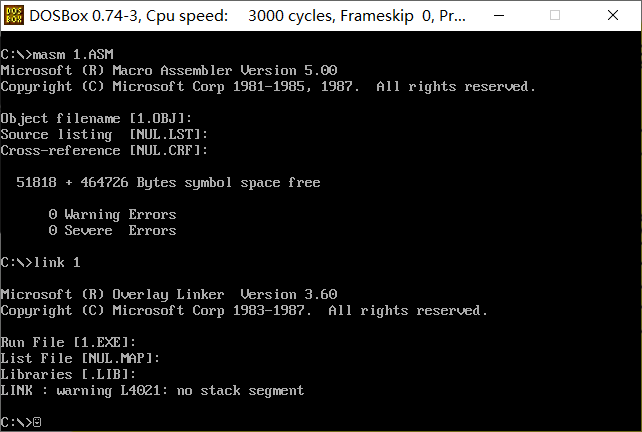 DOS
BOX
DOSBox 0.74-3, Cpu speed: 3000 cycles, Frameskip 0, Pr...
C:\>masm 1.ASM
Microsoft (R) Macro Assembler Version 5.00
Copyright (C) Microsoft Corp 1981-1985, 1987.  All rights reserved.
Object filename [1.OBJ]:
Source listing  [NUL.LST]:
Cross-reference [NUL.CRF]:
51818 + 464726 Bytes symbol space free
0 Warning Errors
0 Severe  Errors
C:\>link 1
Microsoft (R) Overlay Linker  Version 3.60
Copyright (C) Microsoft Corp 1983-1987.  All rights reserved.
Run File [1.EXE]:
List File [NUL.MAP]:
Libraries [.LIB]:
LINK : warning L4021: no stack segment
C:\>